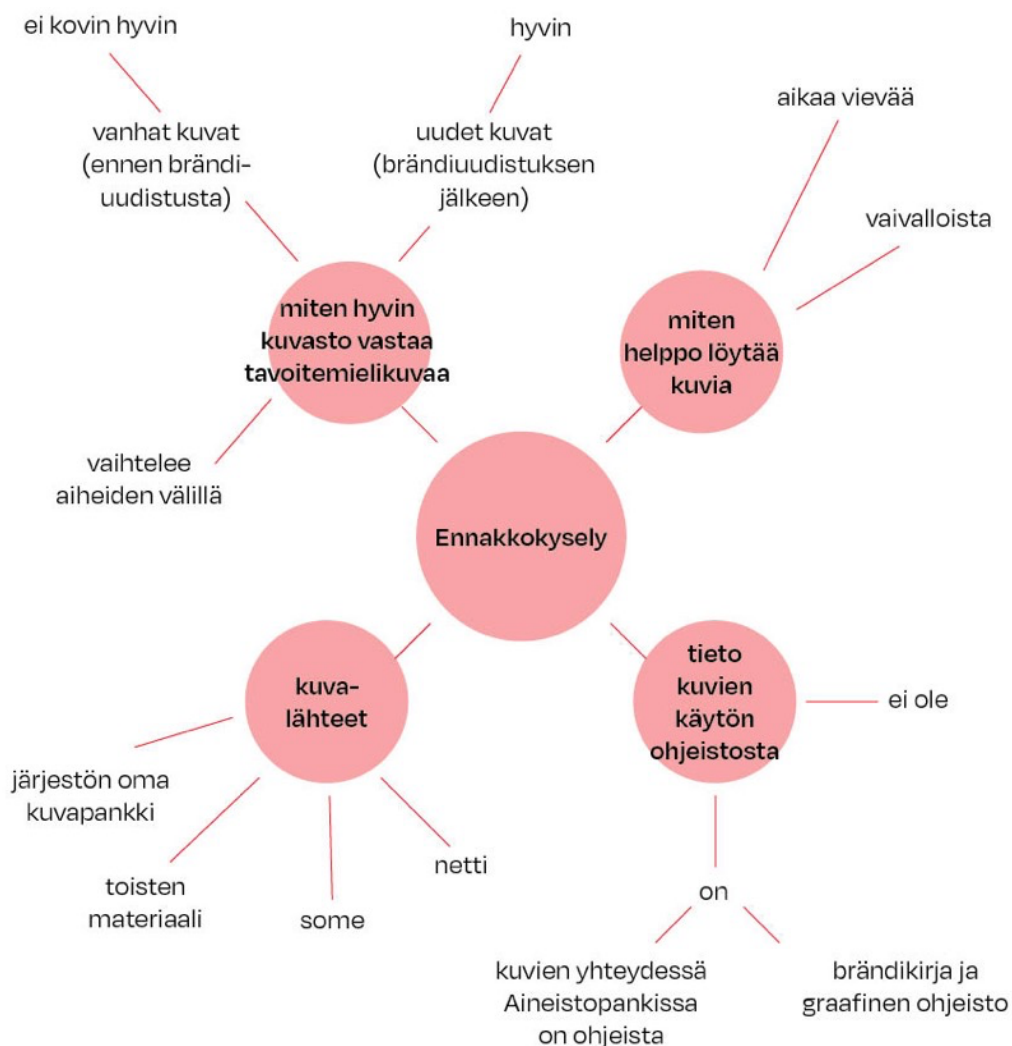 ei kovin hyvin
hyvin
vanhat kuvat
(ennen brändi-
uudistusta)
uudet kuvat
(brändiuudistuksen
jälkeen)
aikaa vievää
vaivalloista
miten hyvin
kuvasto vastaa
tavoitemielikuvaa
miten
helppo löytää
kuvia
vaihtelee
aiheiden välillä
Ennakkokysely
kuva-
lähteet
tieto
kuvien
käytön
ohjeistosta
ei ole
järjestön oma
kuvapankki
toisten
materiaali
some
netti
on
kuvien yhteydessä
Aineistopankissa
on ohjeista
brändikirja ja
graafinen ohjeisto